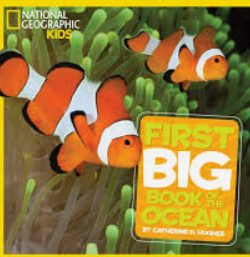 NATIONAL
GEOGRAPHIC
KiDS
FIRST
BIG
BOOK OF THE
OCEAN
BY CATHERINE D. HUGHES